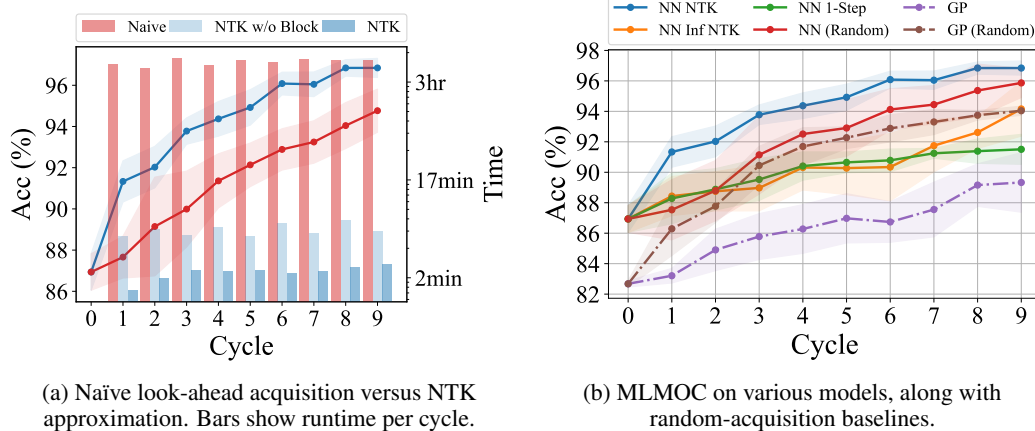 Naive NTK w/o Block NTK
Acc (%)
96
94
92
90
88
86
3hr
17min
2min
Time
0 1 2 3 4 5 6 7 8 9
Cycle
(a) Naïve look-ahead acquisition versus NTK
approximation. Bars show runtime per cycle.
NN NTK NN 1-Step GP
NN Inf NTK NN (Random) GP (Random)
Acc (%)
98
96
94
92
90
88
86
84
82
0 1 2 3 4 5 6 7 8 9
Cycle
(b) MLMOC on various models, along with
random-acquisition baselines.